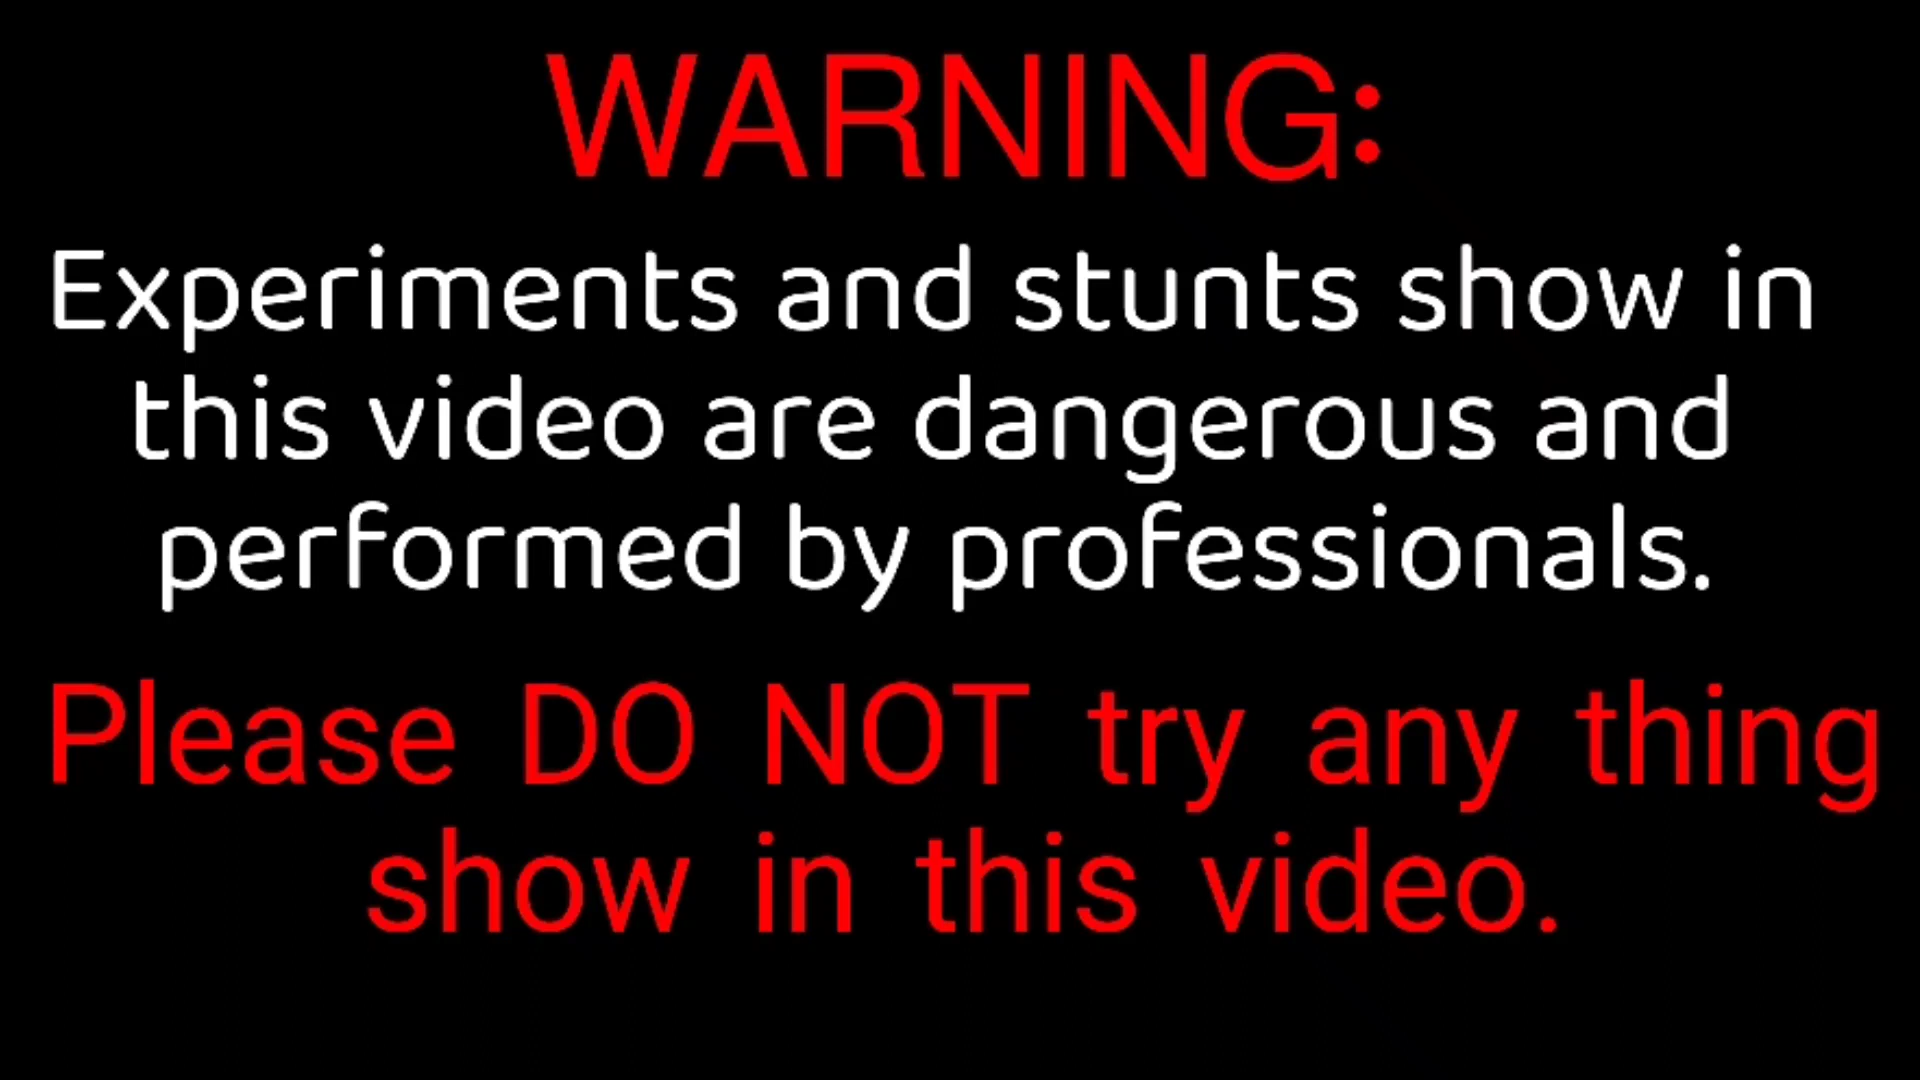 WARNING:
Experiments and stunts show in
this video are dangerous and
performed by professionals.
Please DO NOT try any thing
show in this video.